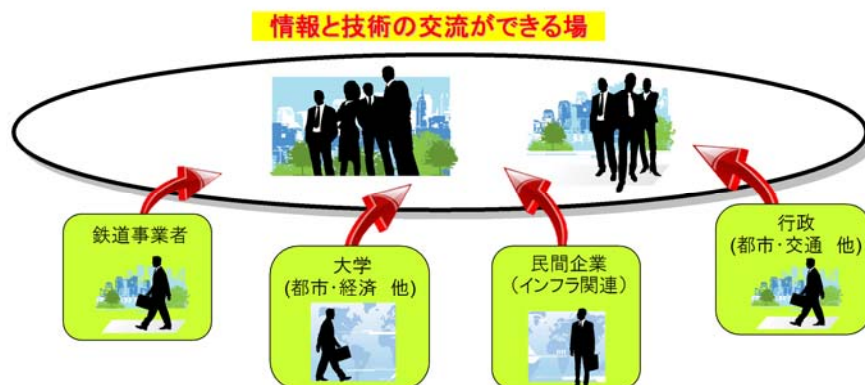 情報と技術の交流ができる場
鉄道事業者
大学
(都市・経済 他)
民間企業
(インフラ関連)
行政
(都市・交通 他)